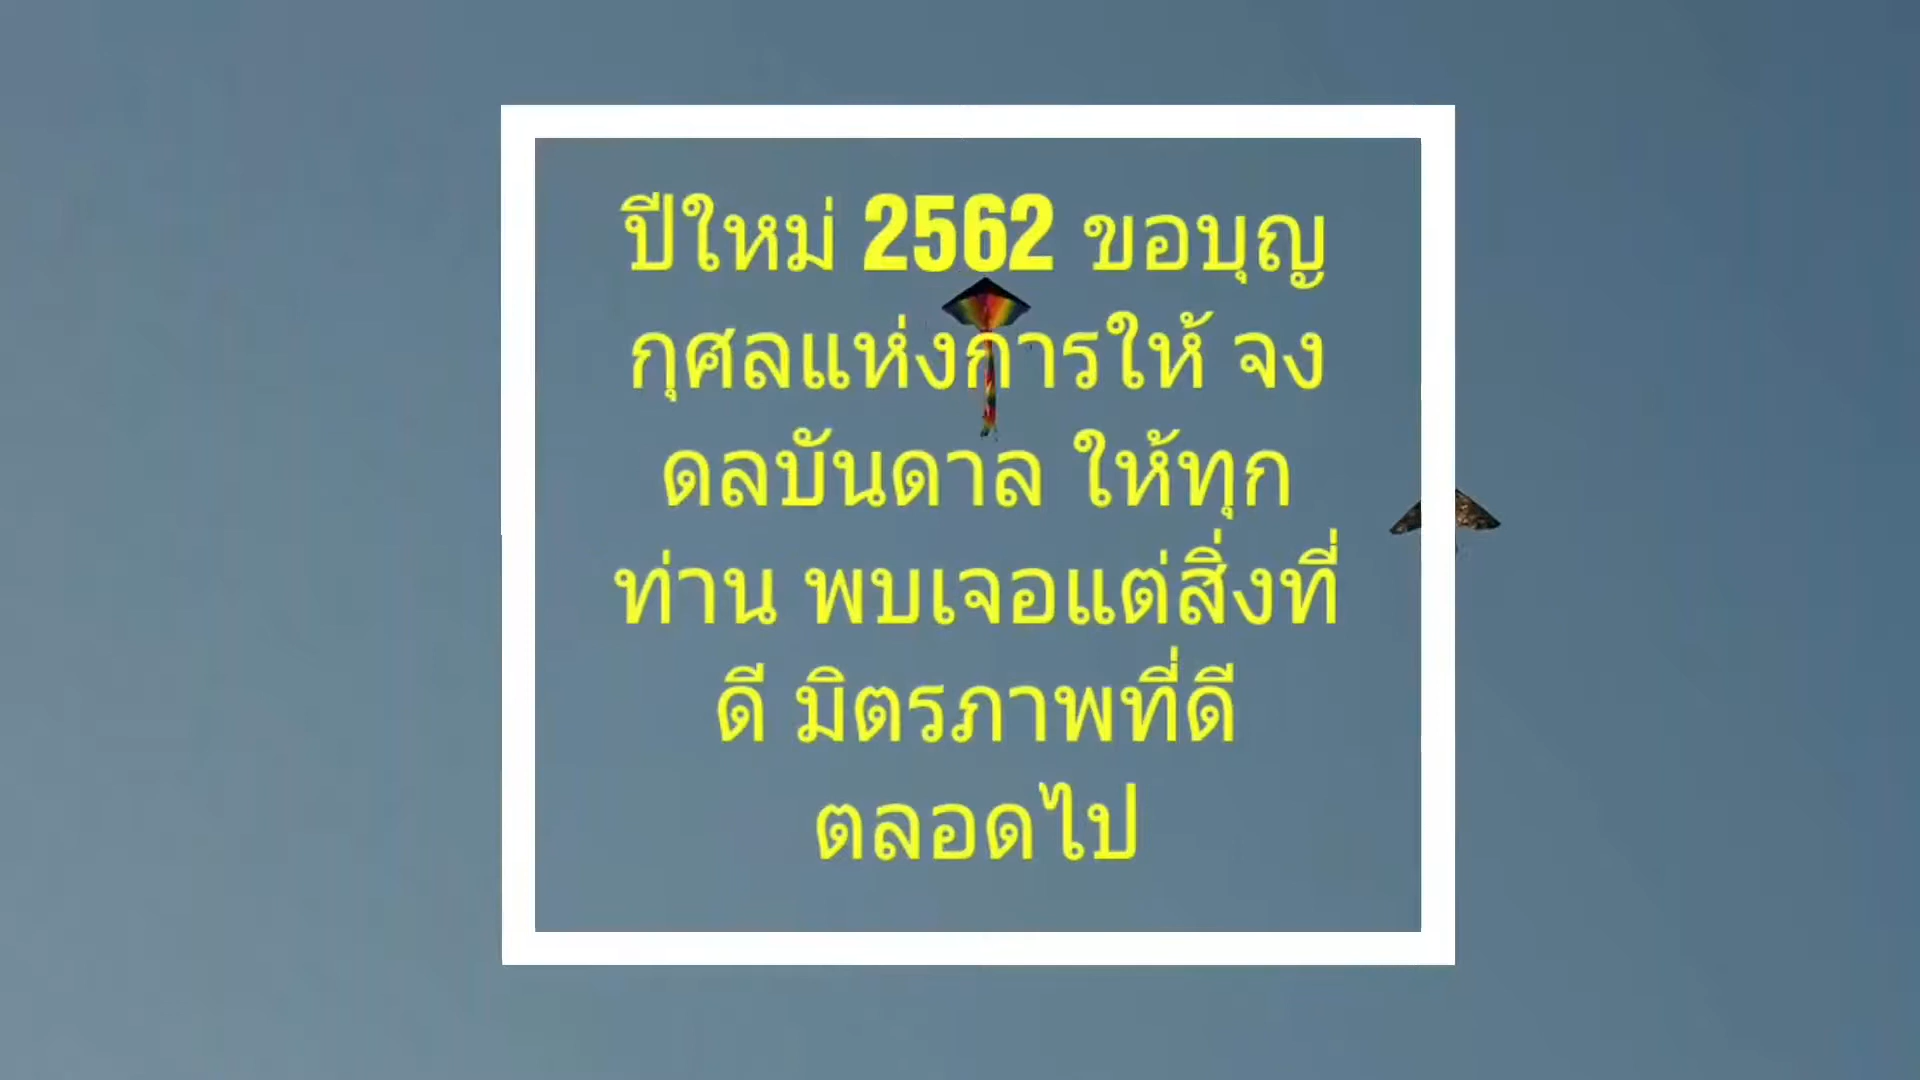 ปีใหม่ 2562 ขอบุญ
กุศลแห่งการให้ จง
ดลบันดาล ให้ทุก
ท่าน พบเจอแต่สิ่งที่
ดี มิตรภาพที่ดี
ตลอดไป